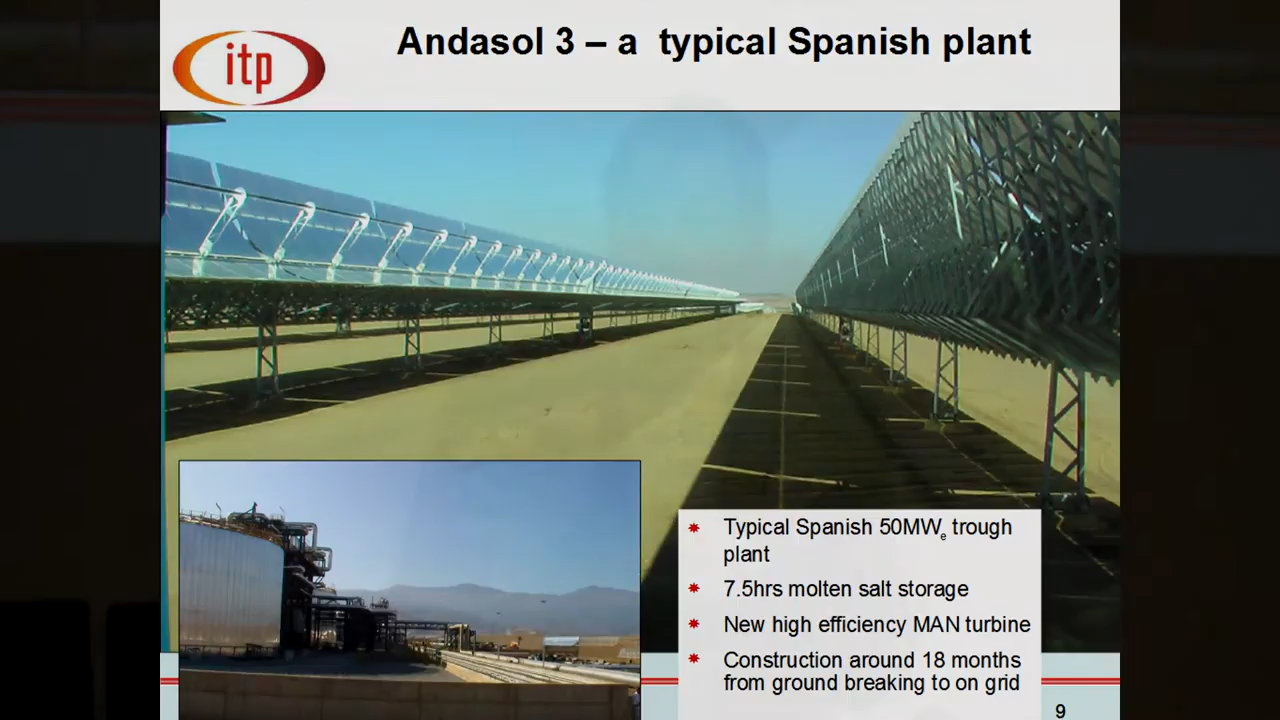 itp
Andasol 3 – a  typical Spanish plant
Typical Spanish 50MWe trough
plant
7.5hrs molten salt storage
New high efficiency MAN turbine
Construction around 18 months
from ground breaking to on grid
9